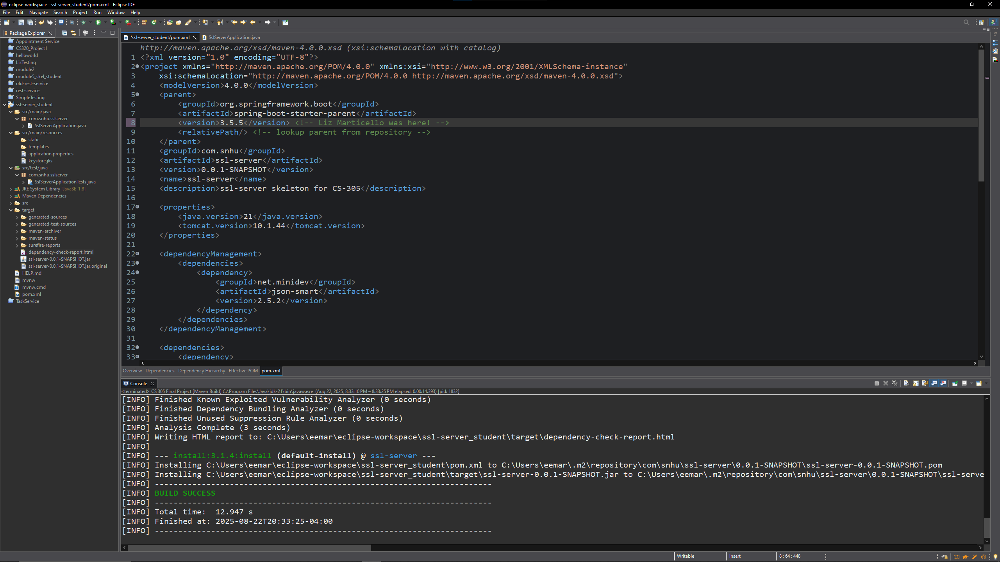 eclipse-workspace - ssl-server_student/pom.xml - Eclipse IDE
File Edit Navigate Search Project Run Window Help
Package Explorer
Appointment Service
CS320_Project1
helloworld
LizTesting
module2
module5_skel_student
old-rest-service
rest-service
SimpleTesting
ssl-server_student
src/main/java
com.snhu.sslserver
SslServerApplication.java
src/main/resources
static
templates
application.properties
keystore.jks
src/test/java
com.snhu.sslserver
SslServerApplicationTests.java
JRE System Library [JavaSE-1.8]
Maven Dependencies
src
target
generated-sources
generated-test-sources
maven-archiver
maven-status
surefire-reports
dependency-check-report.html
ssl-server-0.0.1-SNAPSHOT.jar
ssl-server-0.0.1-SNAPSHOT.jar.original
HELP.md
mvnw
mvnw.cmd
pom.xml
TaskService
*ssl-server_student/pom.xml SslServerApplication.java
http://maven.apache.org/xsd/maven-4.0.0.xsd (xsi:schemaLocation with catalog)
1 <?xml version="1.0" encoding="UTF-8"?>
2 <project xmlns="http://maven.apache.org/POM/4.0.0" xmlns:xsi="http://www.w3.org/2001/XMLSchema-instance"
3 xsi:schemaLocation="http://maven.apache.org/POM/4.0.0 http://maven.apache.org/xsd/maven-4.0.0.xsd">
4 <modelVersion>4.0.0</modelVersion>
5 <parent>
6 <groupId>org.springframework.boot</groupId>
7 <artifactId>spring-boot-starter-parent</artifactId>
8 <version>3.5.5</version> <!-- Liz Marticello was here! -->
9 <relativePath/> <!-- lookup parent from repository -->
10 </parent>
11 <groupId>com.snhu</groupId>
12 <artifactId>ssl-server</artifactId>
13 <version>0.0.1-SNAPSHOT</version>
14 <name>ssl-server</name>
15 <description>ssl-server skeleton for CS-305</description>
16
17 <properties>
18 <java.version>21</java.version>
19 <tomcat.version>10.1.44</tomcat.version>
20 </properties>
21
22 <dependencyManagement>
23 <dependencies>
24 <dependency>
25 <groupId>net.minidev</groupId>
26 <artifactId>json-smart</artifactId>
27 <version>2.5.2</version>
28 </dependency>
29 </dependencies>
30 </dependencyManagement>
31
32 <dependencies>
33 <dependency>
Overview Dependencies Dependency Hierarchy Effective POM pom.xml
Console
<terminated> CS 305 Final Project [Maven Build] C:\Program Files\Java\jdk-21\bin\javaw.exe (Aug 22, 2025, 8:33:10 PM – 8:33:25 PM elapsed: 0:00:14.393) [pid: 1832]
[INFO] Finished Known Exploited Vulnerability Analyzer (0 seconds)
[INFO] Finished Dependency Bundling Analyzer (0 seconds)
[INFO] Finished Unused Suppression Rule Analyzer (0 seconds)
[INFO] Analysis Complete (3 seconds)
[INFO] Writing HTML report to: C:\Users\eemar\eclipse-workspace\ssl-server_student\target\dependency-check-report.html
[INFO]
[INFO] --- install:3.1.4:install (default-install) @ ssl-server ---
[INFO] Installing C:\Users\eemar\eclipse-workspace\ssl-server_student\pom.xml to C:\Users\eemar\.m2\repository\com\snhu\ssl-server\0.0.1-SNAPSHOT\ssl-server-0.0.1-SNAPSHOT.pom
[INFO] Installing C:\Users\eemar\eclipse-workspace\ssl-server_student\target\ssl-server-0.0.1-SNAPSHOT.jar to C:\Users\eemar\.m2\repository\com\snhu\ssl-server\0.0.1-SNAPSHOT\ssl-serve
[INFO] ------------------------------------------------------------------------
[INFO] BUILD SUCCESS
[INFO] ------------------------------------------------------------------------
[INFO] Total time:  12.947 s
[INFO] Finished at: 2025-08-22T20:33:25-04:00
[INFO] ------------------------------------------------------------------------
Writable Insert 8 : 64 : 448